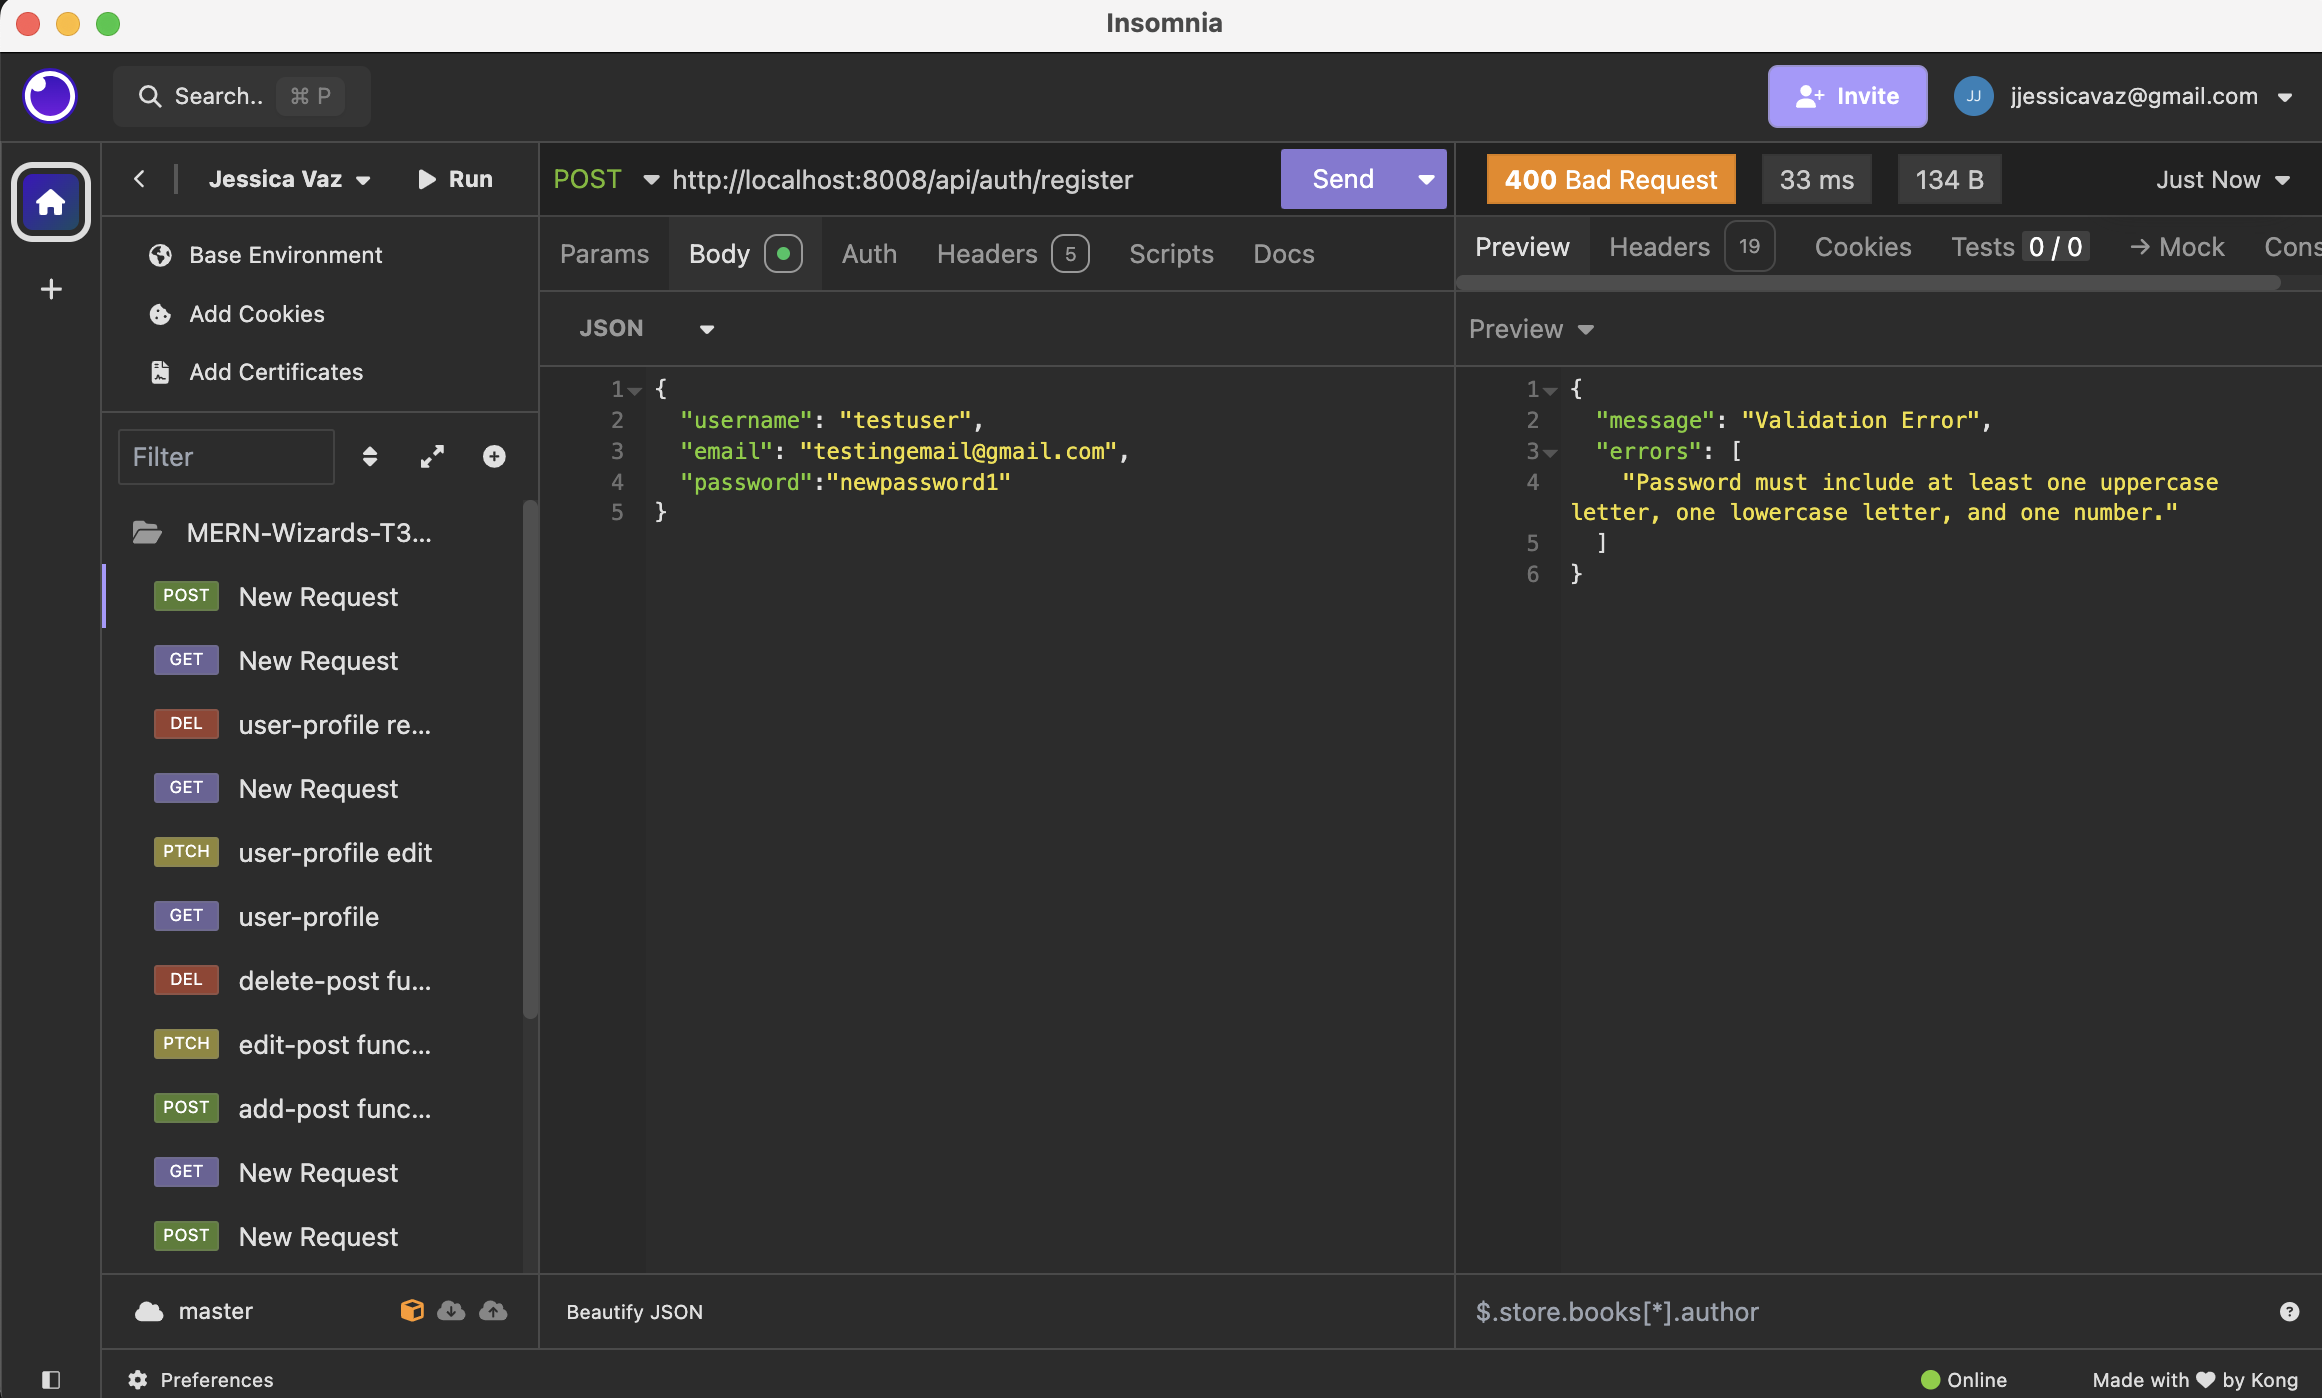 Insomnia
Search.. ⌘ P
Invite
JJ
jjessicavaz@gmail.com
Jessica Vaz
Run
POST http://localhost:8008/api/auth/register
Send
400 Bad Request
33 ms
134 B
Just Now
Base Environment
Add Cookies
Add Certificates
Filter
MERN-Wizards-T3...
POST New Request
GET New Request
DEL user-profile re...
GET New Request
PTCH user-profile edit
GET user-profile
DEL delete-post fu...
PTCH edit-post func...
POST add-post func...
GET New Request
POST New Request
master
Preferences
Params
Body
Auth
Headers 5
Scripts
Docs
JSON
1 {
2 "username": "testuser",
3 "email": "testingemail@gmail.com",
4 "password":"newpassword1"
5 }
Beautify JSON
Preview
Headers 19
Cookies
Tests 0 / 0
→ Mock
Cons
Preview
1 {
2 "message": "Validation Error",
3 "errors": [
4 "Password must include at least one uppercase
letter, one lowercase letter, and one number."
5 ]
6 }
$.store.books[*].author
?
Online
Made with ♥ by Kong